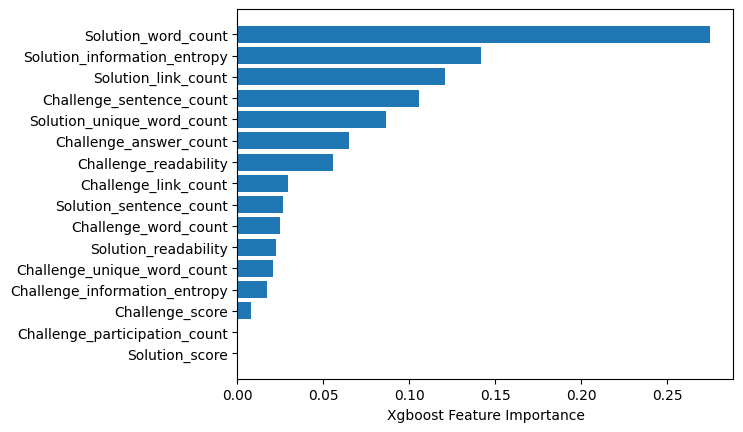 Solution_word_count
Solution_information_entropy
Solution_link_count
Challenge_sentence_count
Solution_unique_word_count
Challenge_answer_count
Challenge_readability
Challenge_link_count
Solution_sentence_count
Challenge_word_count
Solution_readability
Challenge_unique_word_count
Challenge_information_entropy
Challenge_score
Challenge_participation_count
Solution_score
0.00 0.05 0.10 0.15 0.20 0.25
Xgboost Feature Importance